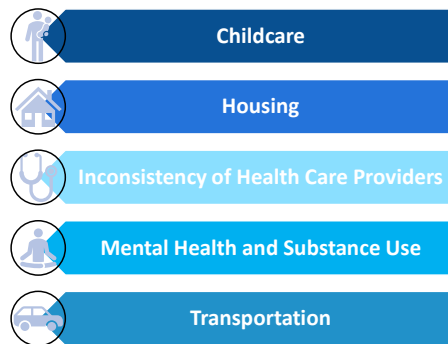 Childcare
Housing
Inconsistency of Health Care Providers
Mental Health and Substance Use
Transportation